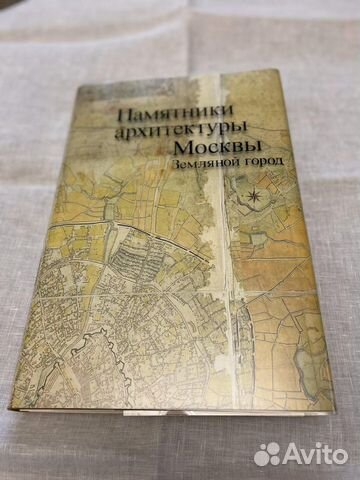 Памятники
архитектуры
Москвы
Земляной город
Avito